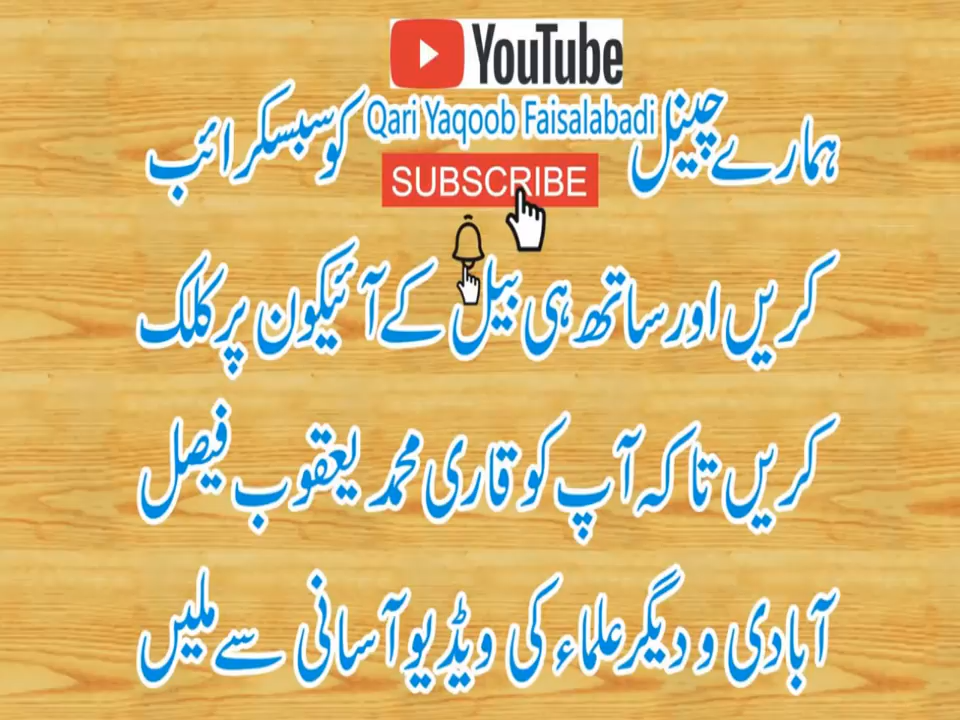 YouTube
ہمارے چینل Qari Yaqoob Faisalabadi کو سبسکرائب
SUBSCRIBE
کریں اور ساتھ ہی بیل کے آئیکون پر کلک
کریں تاکہ آپ کو قاری محمد یعقوب فیصل
آبادی و دیگر علماء کی ویڈیو آسانی سے ملیں